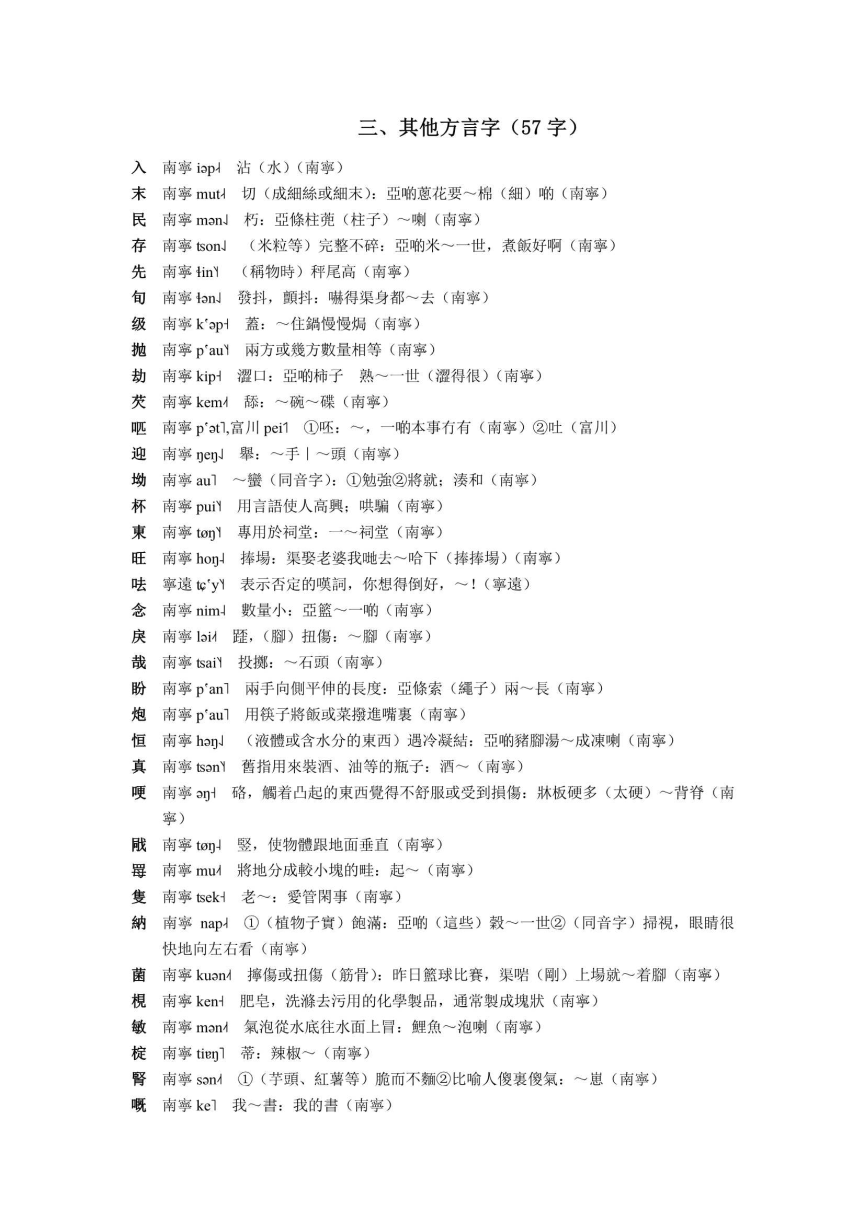 三、其他方言字（57 字）
入　南寧 iəp˨　沾（水）（南寧）
末　南寧 mut˨　切（成細絲或細末）：亞啲蔥花要～棉（細）啲（南寧）
民　南寧 mən˩　朽：亞條柱蔸（柱子）～喇（南寧）
存　南寧 tson˩　（米粒等）完整不碎：亞啲米～一世，煮飯好啊（南寧）
先　南寧 ɬin˥˧　（稱物時）秤尾高（南寧）
旬　南寧 ɬən˩　發抖，顫抖：嚇得渠身都～去（南寧）
级　南寧 kʻəp˧　蓋：～住鍋慢慢焗（南寧）
抛　南寧 pʻau˥˧　兩方或幾方數量相等（南寧）
劫　南寧 kip˧　澀口：亞啲柿子　熟～一世（澀得很）（南寧）
芡　南寧 kem˨˦　舔：～碗～碟（南寧）
呸　南寧 pʻət˥,富川 pei˦˥　①呸：～，一啲本事冇有（南寧）②吐（富川）
迎　南寧 ŋeŋ˩　舉：～手︱～頭（南寧）
坳　南寧 au˥　～蠻（同音字）：①勉強②將就；湊和（南寧）
杯　南寧 pui˥˧　用言語使人高興；哄騙（南寧）
東　南寧 tøŋ˥˧　專用於祠堂：一～祠堂（南寧）
旺　南寧 hoŋ˨　捧場：渠娶老婆我哋去～哈下（捧捧場）（南寧）
呿　寧遠 tɕʻy˥˧　表示否定的嘆詞，你想得倒好，～!（寧遠）
念　南寧 nim˨　數量小：亞籃～一啲（南寧）
戾　南寧 ləi˨˦　踒，（腳）扭傷：～腳（南寧）
哉　南寧 tsai˥˧　投擲：～石頭（南寧）
盼　南寧 pʻan˥　兩手向側平伸的長度：亞條索（繩子）兩～長（南寧）
炮　南寧 pʻau˥　用筷子將飯或菜撥進嘴裏（南寧）
恒　南寧 həŋ˩　（液體或含水分的東西）遇冷凝結：亞啲豬腳湯～成凍喇（南寧）
真　南寧 tsən˥˧　舊指用來裝酒、油等的瓶子：酒～（南寧）
哽　南寧 əŋ˧　硌，觸着凸起的東西覺得不舒服或受到損傷：牀板硬多（太硬）～背脊（南
寧）
戙　南寧 tøŋ˨　竪，使物體跟地面垂直（南寧）
南寧 mu˨˦　將地分成較小塊的畦：起～（南寧）
隻　南寧 tsek˧　老～：愛管閑事（南寧）
納　南寧 nap˨　①（植物子實）飽滿：亞啲（這些）穀～一世②（同音字）掃視，眼睛很
快地向左右看（南寧）
菌　南寧 kuən˨˦　擰傷或扭傷（筋骨）：昨日籃球比賽，渠啱（剛）上場就～着腳（南寧）
梘　南寧 ken˧　肥皂，洗滌去污用的化學製品，通常製成塊狀（南寧）
敏　南寧 mən˨˦　氣泡從水底往水面上冒：鯉魚～泡喇（南寧）
椗　南寧 tiɐŋ˥　蒂：辣椒～（南寧）
腎　南寧 sən˨˦　①（芋頭、紅薯等）脆而不麵②比喻人傻裏傻氣：～崽（南寧）
嘅　南寧 ke˥　我～書：我的書（南寧）